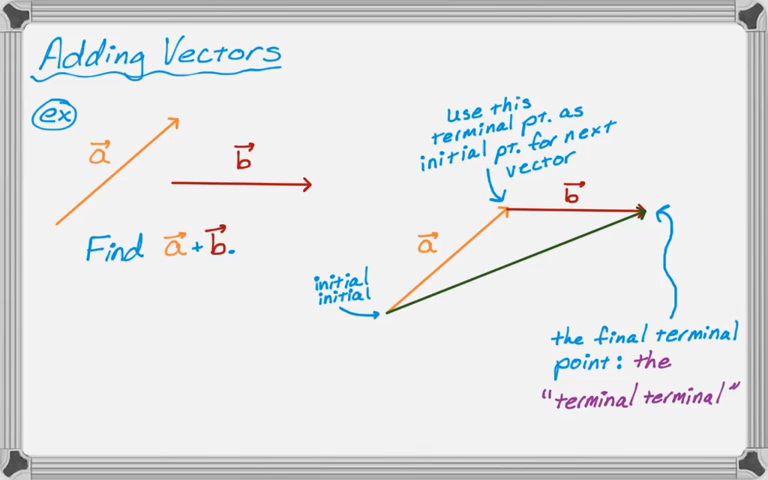 Adding Vectors
ex
a⃗
b⃗
Find a⃗ + b⃗.
Use this
terminal pt. as
initial pt. for next
vector
b⃗
a⃗
initial
initial
the final terminal
point: the
"terminal terminal"